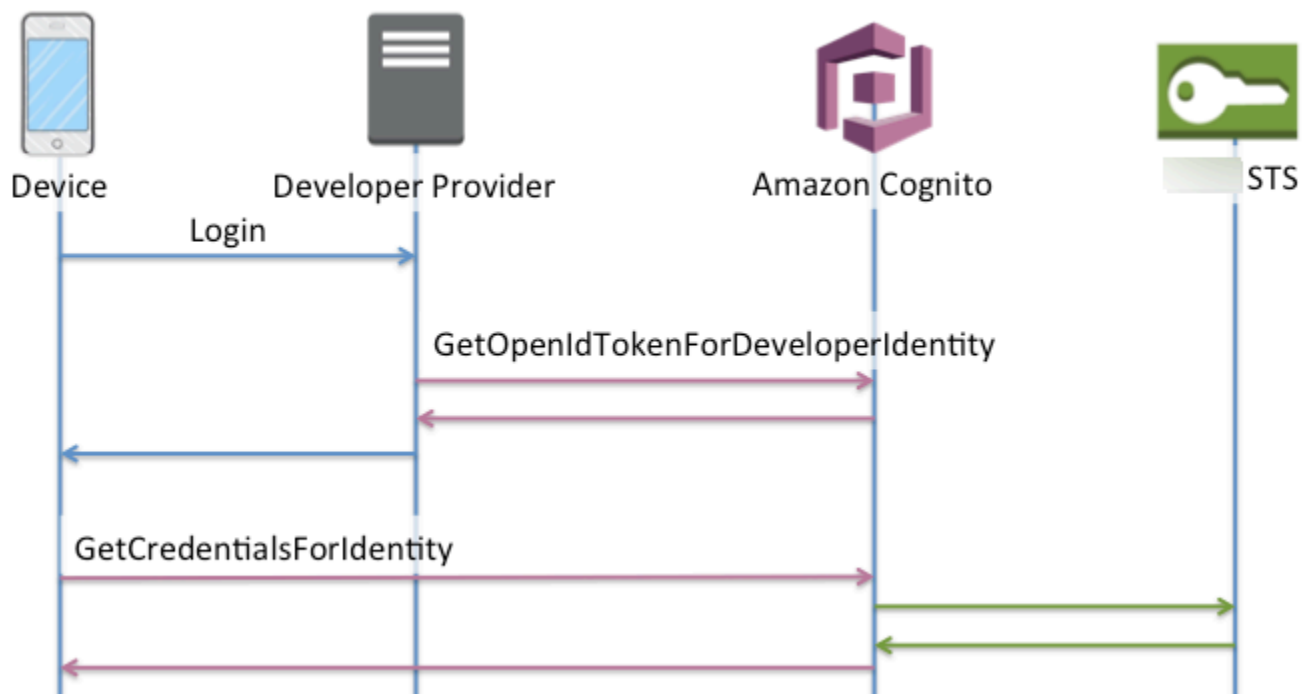 Device
Developer Provider
Amazon Cognito
STS
Login
GetOpenIdTokenForDeveloperIdentity
GetCredentialsForIdentity